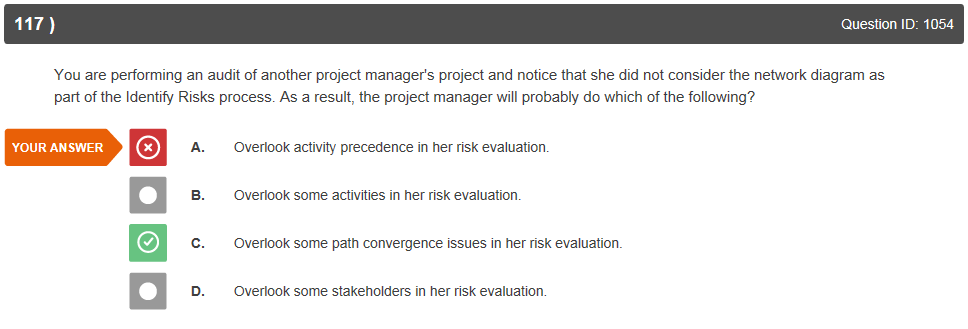 117 ) Question ID: 1054
You are performing an audit of another project manager's project and notice that she did not consider the network diagram as
part of the Identify Risks process. As a result, the project manager will probably do which of the following?
YOUR ANSWER A. Overlook activity precedence in her risk evaluation.
B. Overlook some activities in her risk evaluation.
C. Overlook some path convergence issues in her risk evaluation.
D. Overlook some stakeholders in her risk evaluation.